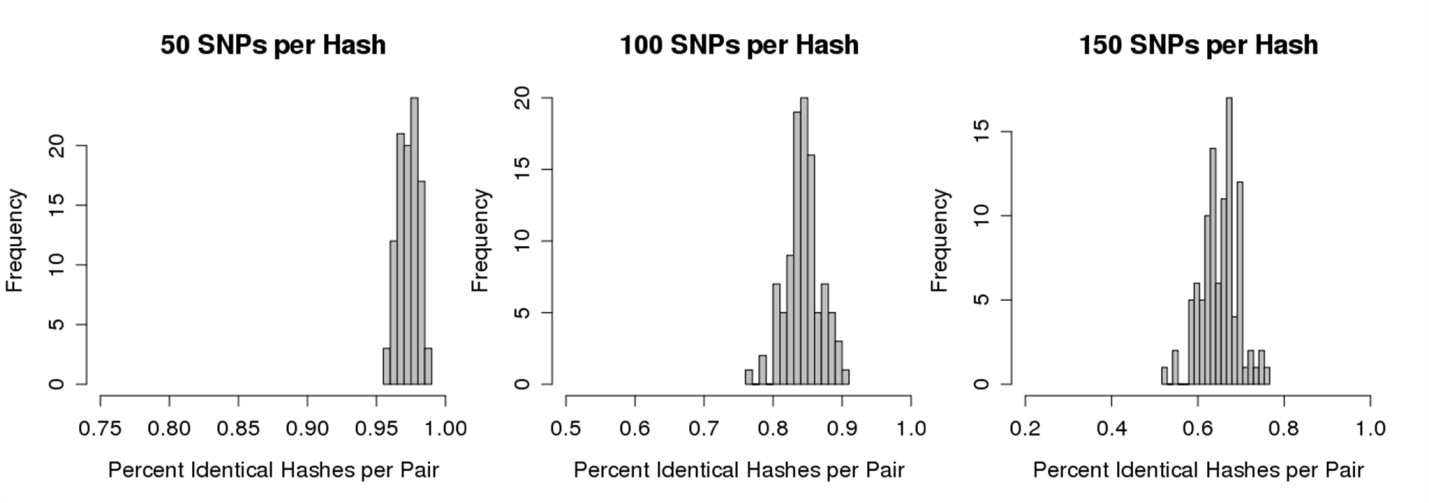 50 SNPs per Hash
Frequency
0 5 10 15 20
0.75 0.80 0.85 0.90 0.95 1.00
Percent Identical Hashes per Pair
100 SNPs per Hash
Frequency
0 5 10 15 20
0.5 0.6 0.7 0.8 0.9 1.0
Percent Identical Hashes per Pair
150 SNPs per Hash
Frequency
0 5 10 15
0.2 0.4 0.6 0.8 1.0
Percent Identical Hashes per Pair